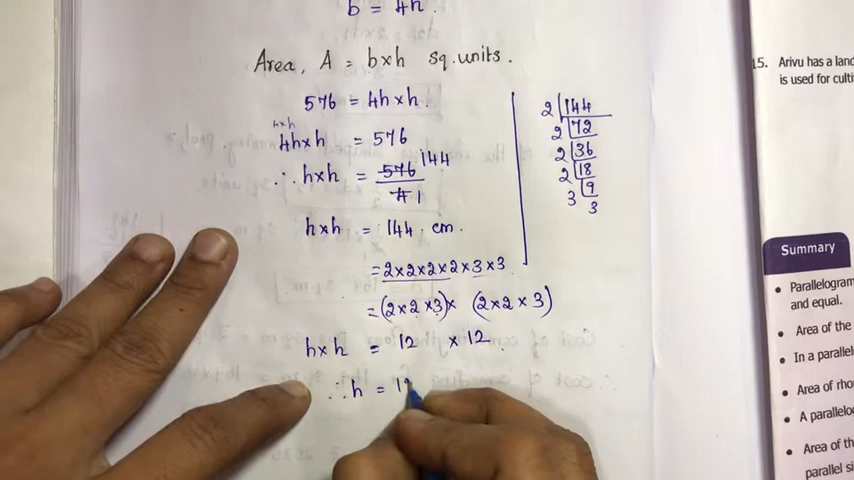 b = 4h.
Area, A = b×h sq.units.
576 = 4h×h.
h×h
4h×h = 576
∴ h×h = 576/4 144 1
h×h = 144 cm.
= 2×2×2×2×3×3
= (2×2×3)× (2×2×3)
h×h = 12 × 12
∴ h = 12
2 | 144
2 | 72
2 | 36
2 | 18
3 | 9
3
15. Arivu has a land
is used for culti
Summary
• Parallelogram
and equal.
• Area of the
• In a parallel
• Area of rho
• A parallelo
• Area of th
parallel si